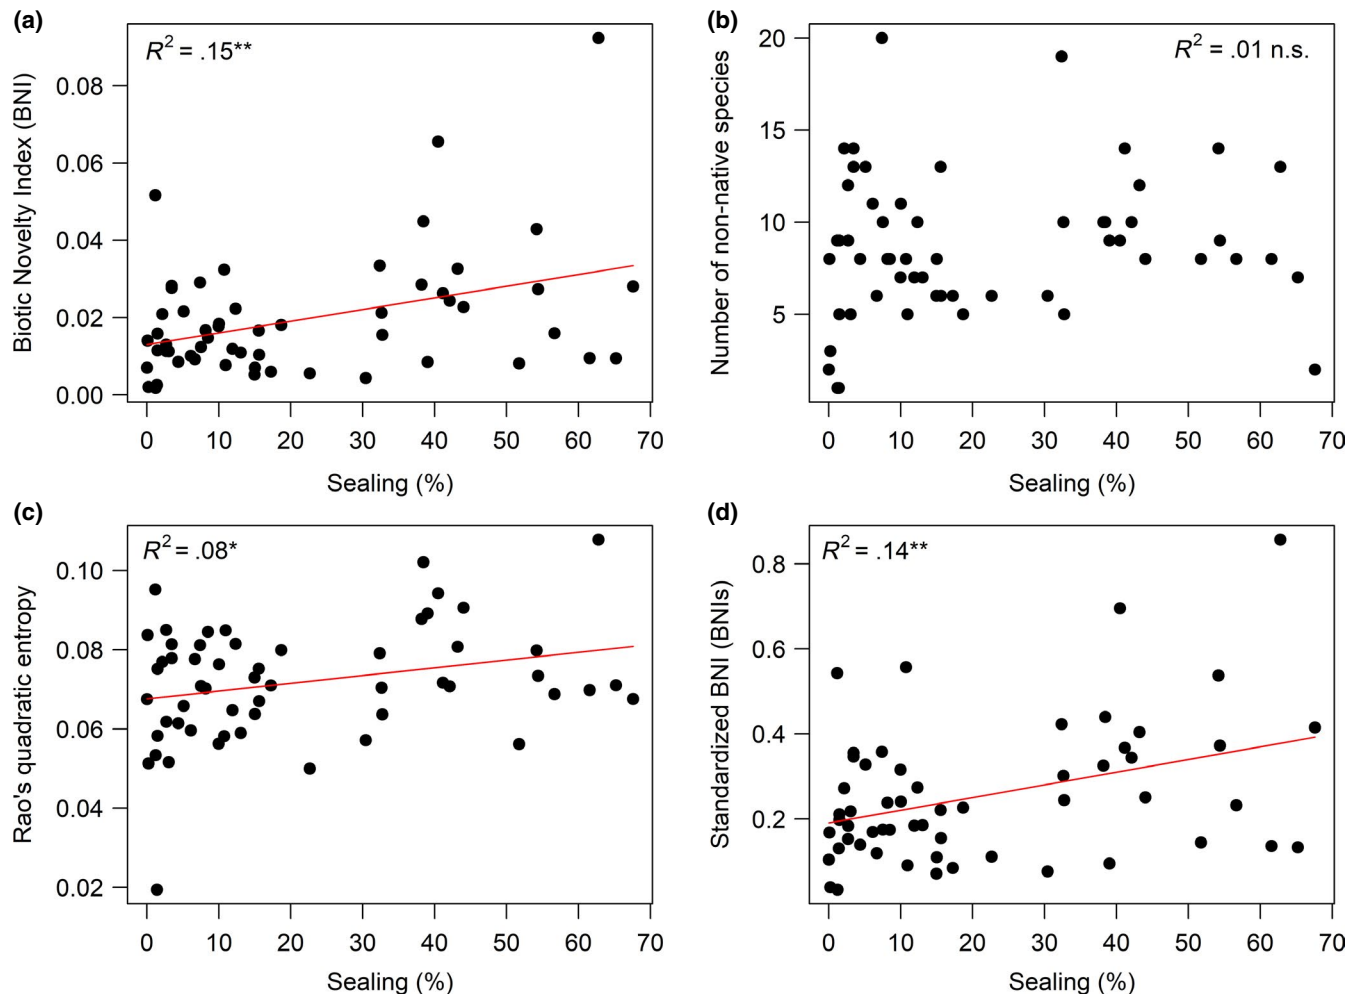 (a)
R² = .15**
Biotic Novelty Index (BNI)
0.08
0.06
0.04
0.02
0.00
0 10 20 30 40 50 60 70
Sealing (%)
(b)
R² = .01 n.s.
Number of non-native species
20
15
10
5
0 10 20 30 40 50 60 70
Sealing (%)
(c)
R² = .08*
Rao's quadratic entropy
0.10
0.08
0.06
0.04
0.02
0 10 20 30 40 50 60 70
Sealing (%)
(d)
R² = .14**
Standardized BNI (BNIs)
0.8
0.6
0.4
0.2
0 10 20 30 40 50 60 70
Sealing (%)